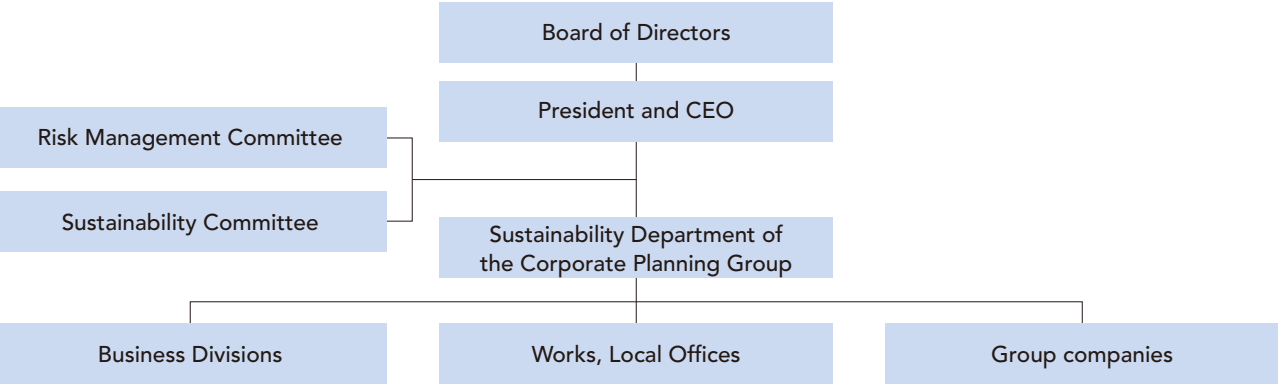 Board of Directors
President and CEO
Risk Management Committee
Sustainability Committee
Sustainability Department of
the Corporate Planning Group
Business Divisions
Works, Local Offices
Group companies